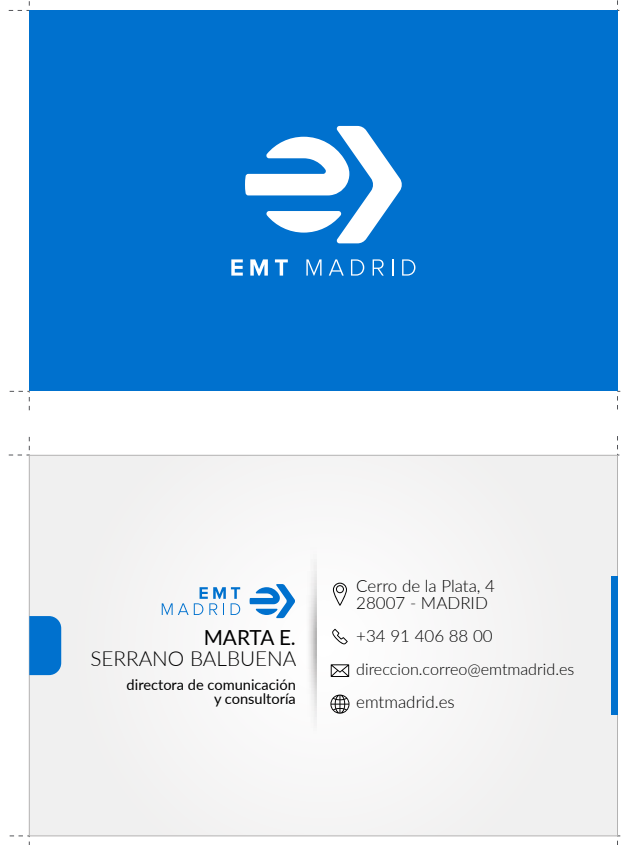 EMT MADRID
EMT
MADRID
MARTA E.
SERRANO BALBUENA
directora de comunicación
y consultoría
Cerro de la Plata, 4
28007 - MADRID
+34 91 406 88 00
direccion.correo@emtmadrid.es
emtmadrid.es